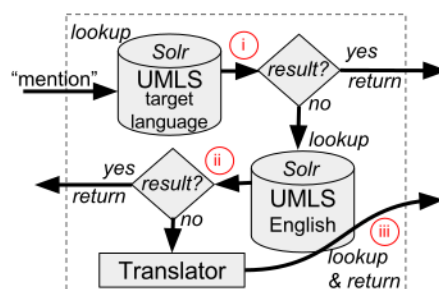 lookup
Solr
UMLS
target
language
i
result?
yes
return
“mention”
no
lookup
yes
return
result?
ii
Solr
UMLS
English
no
iii
Translator
lookup
& return